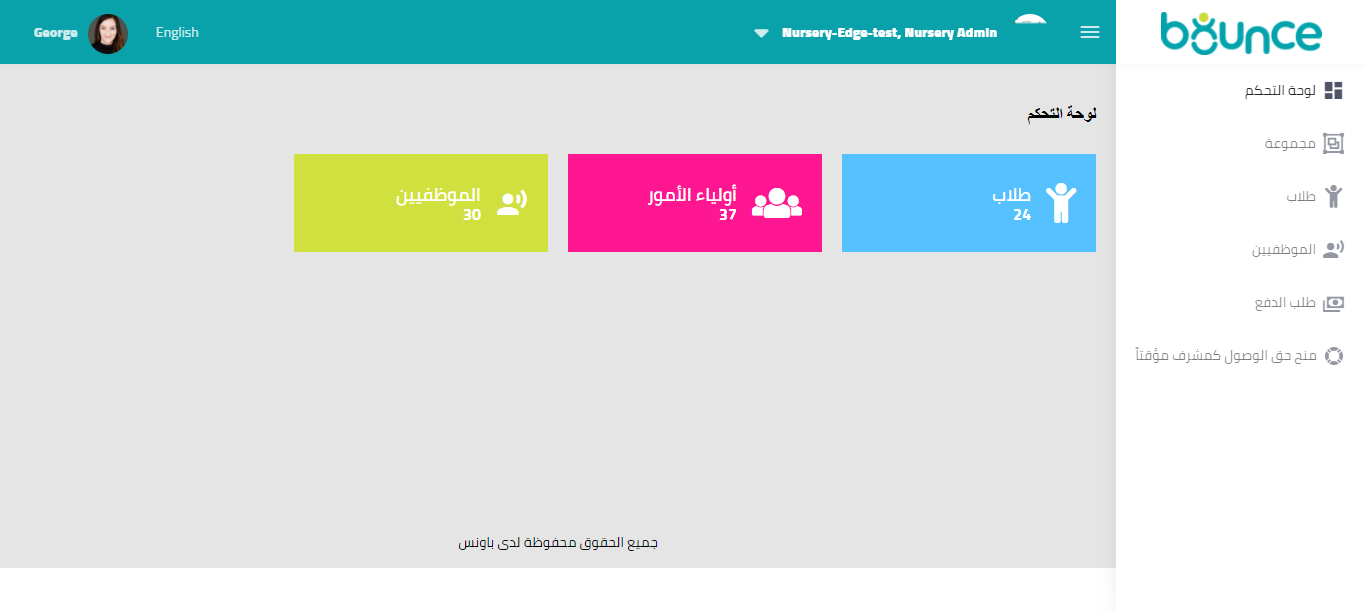 bounce
Nursery-Edge-test, Nursery Admin
English
George
لوحة التحكم
مجموعة
طلاب
الموظفيين
طلب الدفع
منح حق الوصول كمشرف مؤقتاً
لوحة التحكم
طلاب
24
أولياء الأمور
37
الموظفيين
30
جميع الحقوق محفوظة لدى باونس